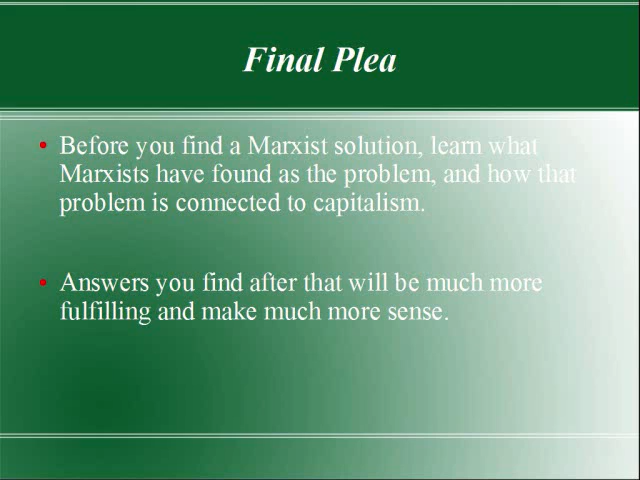 Final Plea
• Before you find a Marxist solution, learn what
Marxists have found as the problem, and how that
problem is connected to capitalism.
• Answers you find after that will be much more
fulfilling and make much more sense.